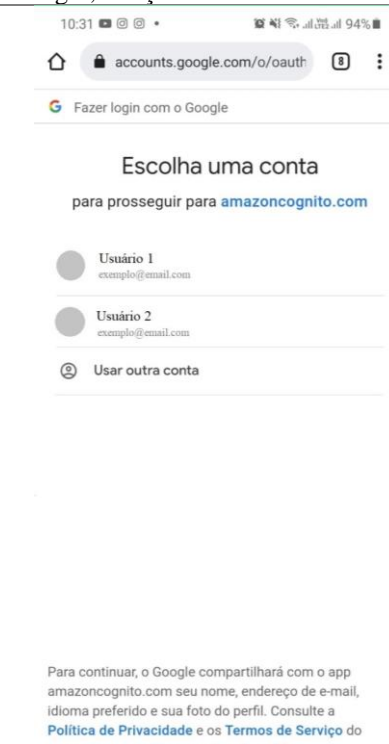 10:31 94%
accounts.google.com/o/oauth 8
G Fazer login com o Google
Escolha uma conta
para prosseguir para amazoncognito.com
Usuário 1
exemplo@email.com
Usuário 2
exemplo@email.com
Usar outra conta
Para continuar, o Google compartilhará com o app
amazoncognito.com seu nome, endereço de e-mail,
idioma preferido e sua foto do perfil. Consulte a
Política de Privacidade e os Termos de Serviço do